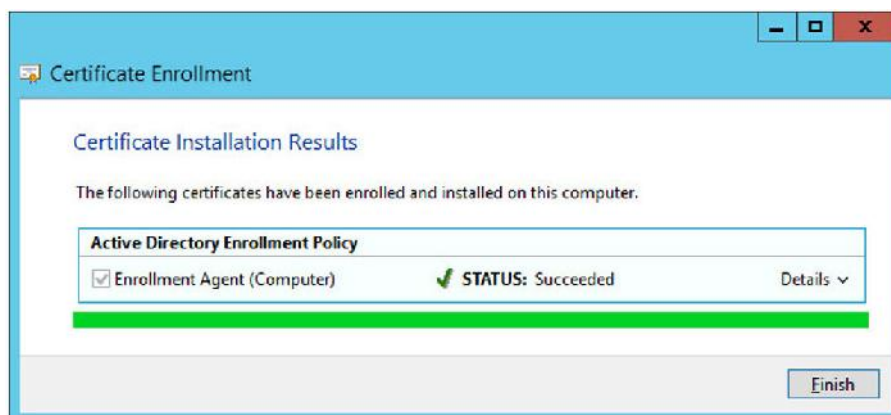 Certificate Enrollment
Certificate Installation Results
The following certificates have been enrolled and installed on this computer.
Active Directory Enrollment Policy
Enrollment Agent (Computer) STATUS: Succeeded Details
Finish